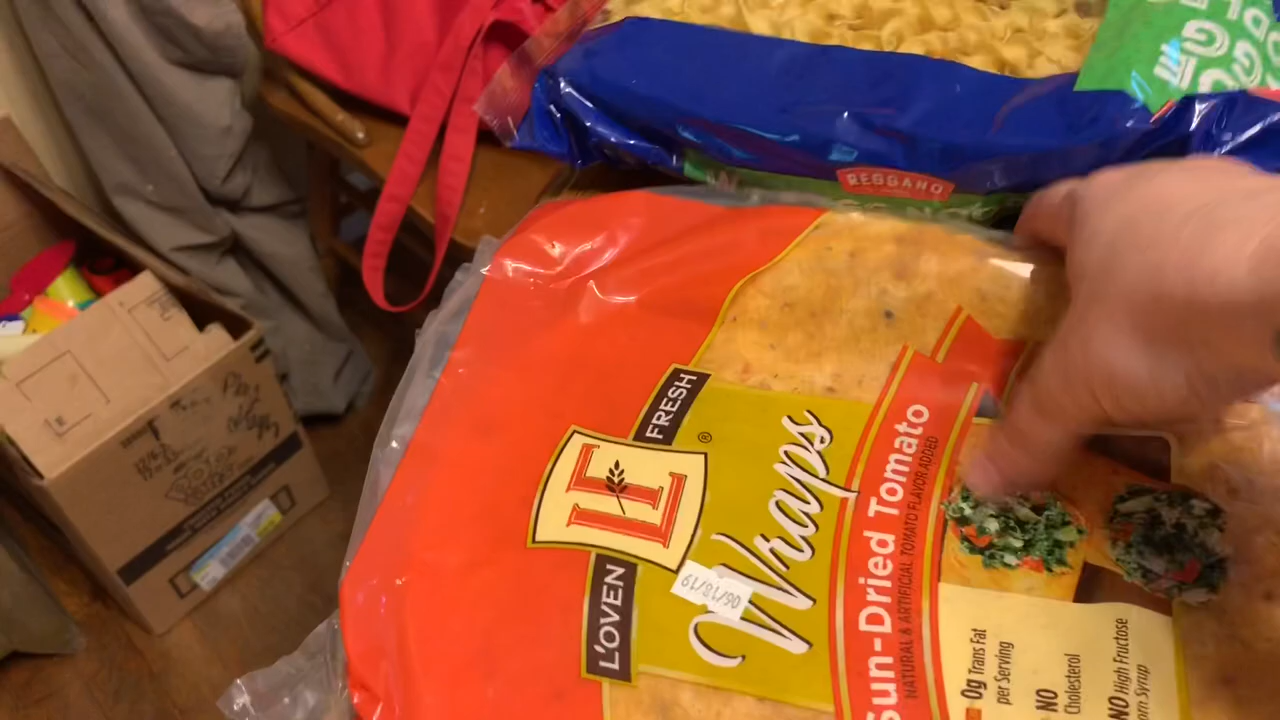 REGGANO
L'OVEN
FRESH
®
Wraps
06/18/19
Sun-Dried Tomato
NATURAL & ARTIFICIAL TOMATO FLAVOR ADDED
0g Trans Fat
per Serving
NO
Cholesterol
NO High Fructose
Corn Syrup